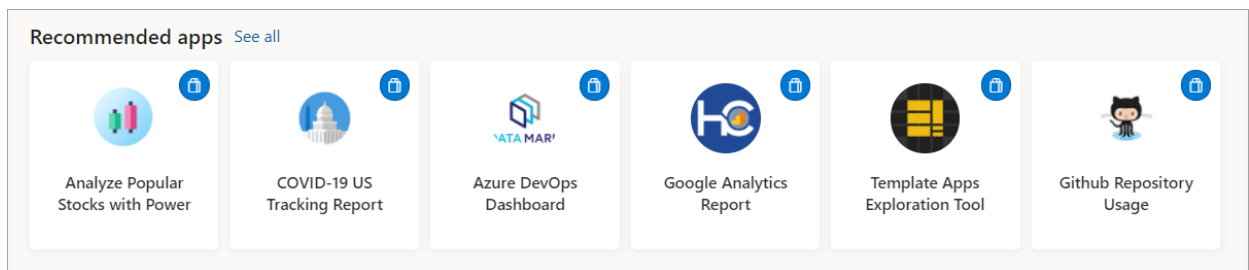 Recommended apps See all
Analyze Popular
Stocks with Power
COVID-19 US
Tracking Report
ATA MAR
Azure DevOps
Dashboard
HC
Google Analytics
Report
Template Apps
Exploration Tool
Github Repository
Usage